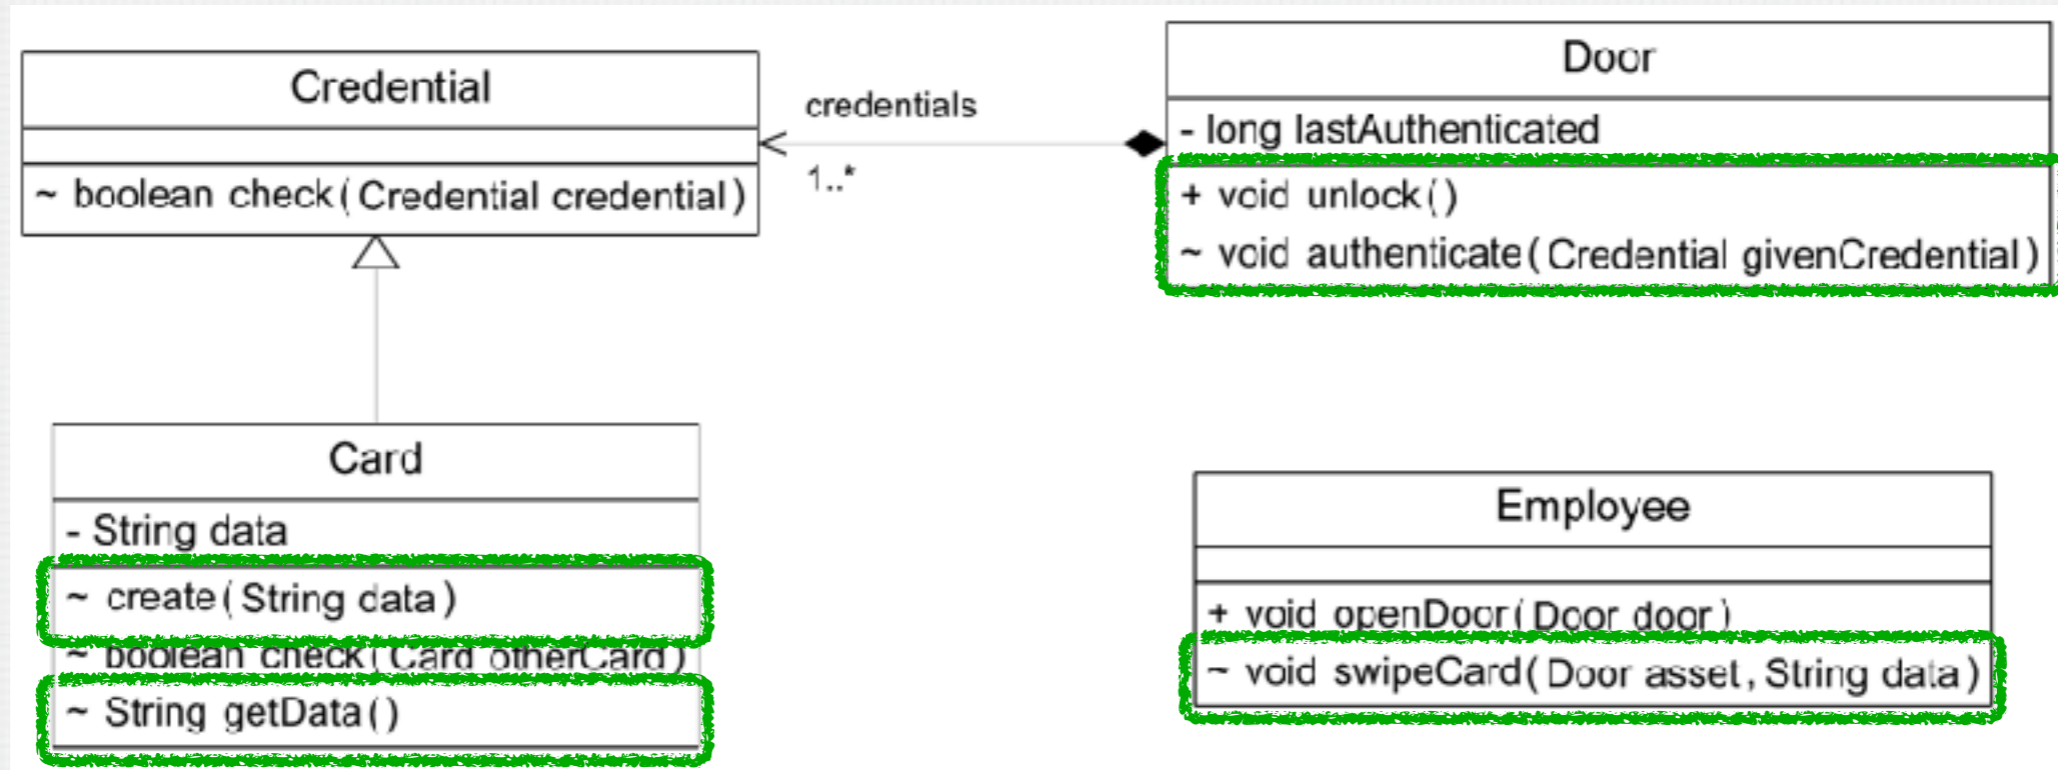 Credential
~ boolean check(Credential credential)
credentials
1..*
Door
- long lastAuthenticated
+ void unlock()
~ void authenticate(Credential givenCredential)
Card
- String data
~ create(String data)
~ boolean check(Card otherCard)
~ String getData()
Employee
+ void openDoor(Door door)
~ void swipeCard(Door asset, String data)